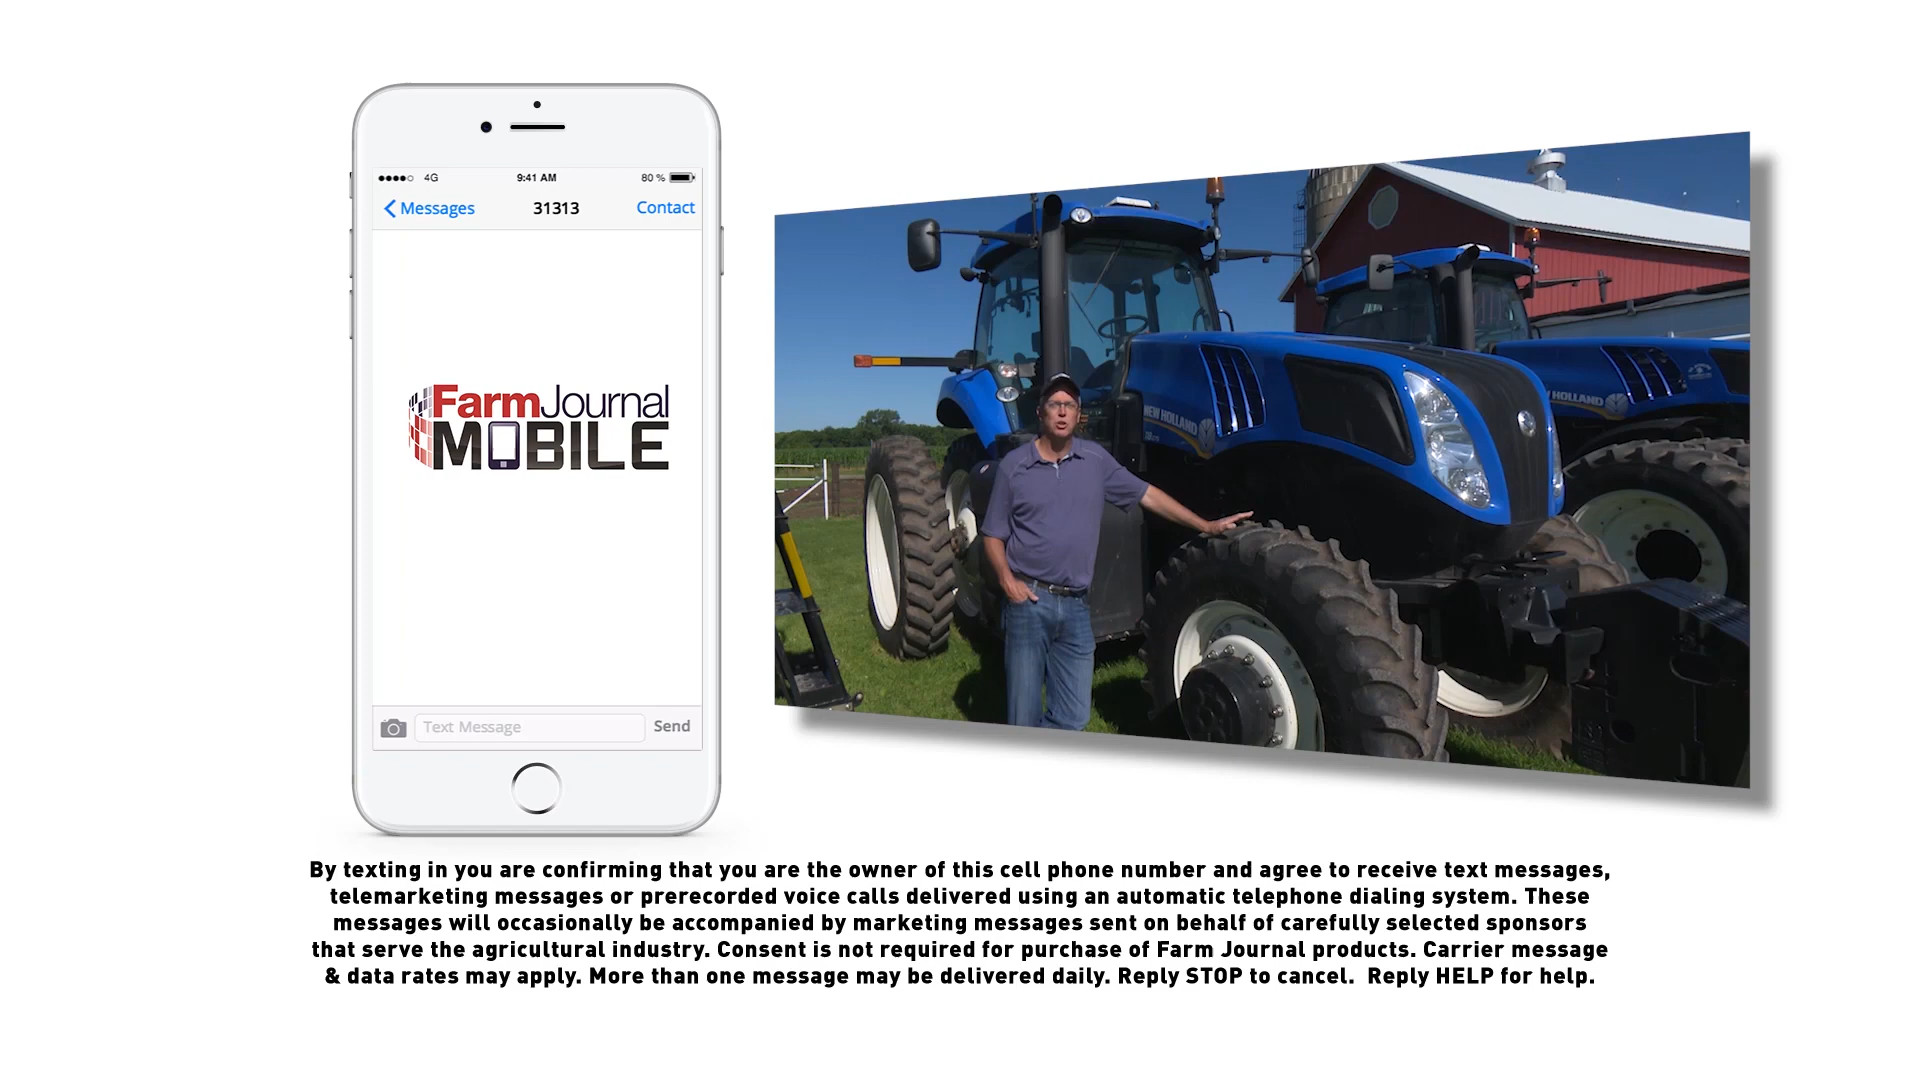 4G 9:41 AM 80 %
Messages 31313 Contact
FarmJournal
MOBILE
Text Message Send
NEW HOLLAND
NEW HOLLAND
By texting in you are confirming that you are the owner of this cell phone number and agree to receive text messages,
telemarketing messages or prerecorded voice calls delivered using an automatic telephone dialing system. These
messages will occasionally be accompanied by marketing messages sent on behalf of carefully selected sponsors
that serve the agricultural industry. Consent is not required for purchase of Farm Journal products. Carrier message
& data rates may apply. More than one message may be delivered daily. Reply STOP to cancel. Reply HELP for help.